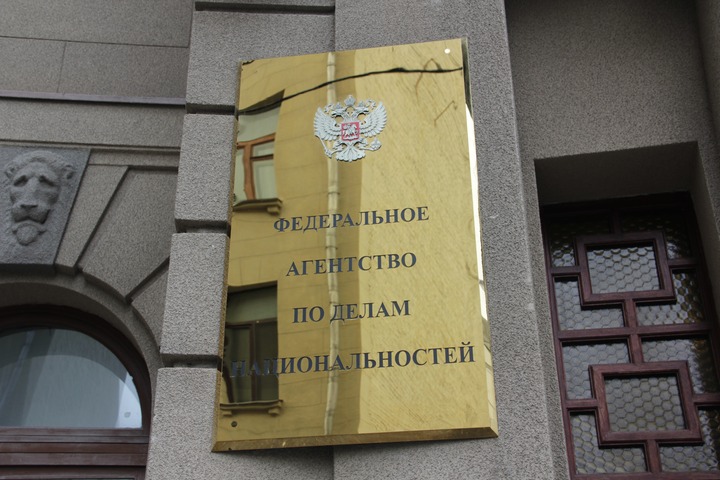 ФЕДЕРАЛЬНОЕ
АГЕНТСТВО
ПО ДЕЛАМ
НАЦИОНАЛЬНОСТЕЙ